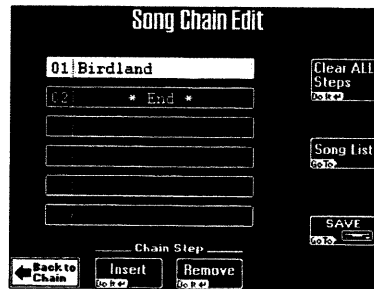 Song Chain Edit
01 Birdland
02 * End *
Clear ALL
Steps
Do It
Song List
Go To
SAVE
Go To
Chain Step
Back to
Chain
Insert
Do It
Remove
Do It